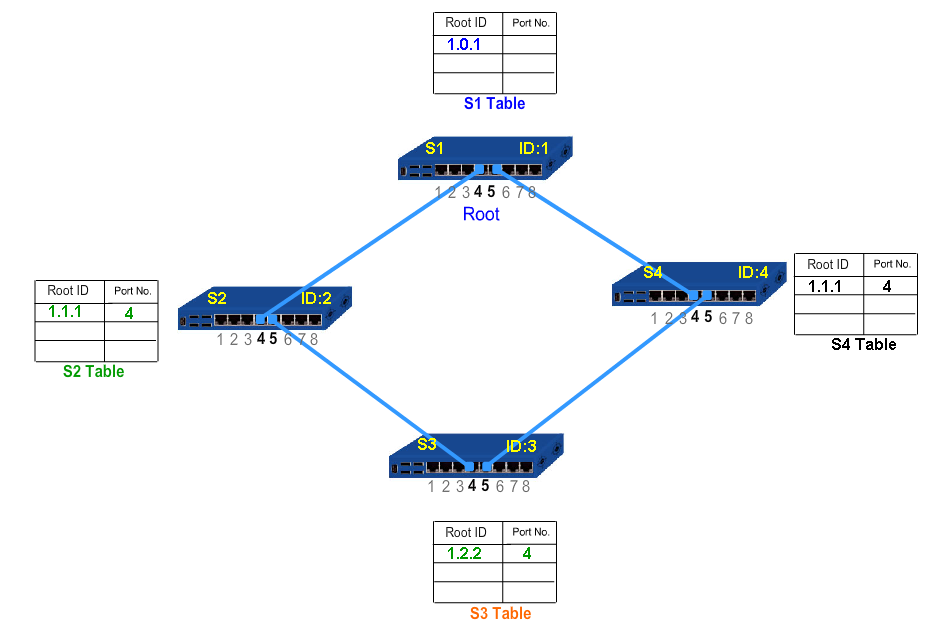 Root ID Port No.
1.0.1
S1 Table
S1 ID:1
1 2 3 4 5 6 7 8
Root
S4 ID:4
1 2 3 4 5 6 7 8
Root ID Port No.
1.1.1 4
S4 Table
Root ID Port No.
1.1.1 4
S2 Table
S2 ID:2
1 2 3 4 5 6 7 8
S3 ID:3
1 2 3 4 5 6 7 8
Root ID Port No.
1.2.2 4
S3 Table